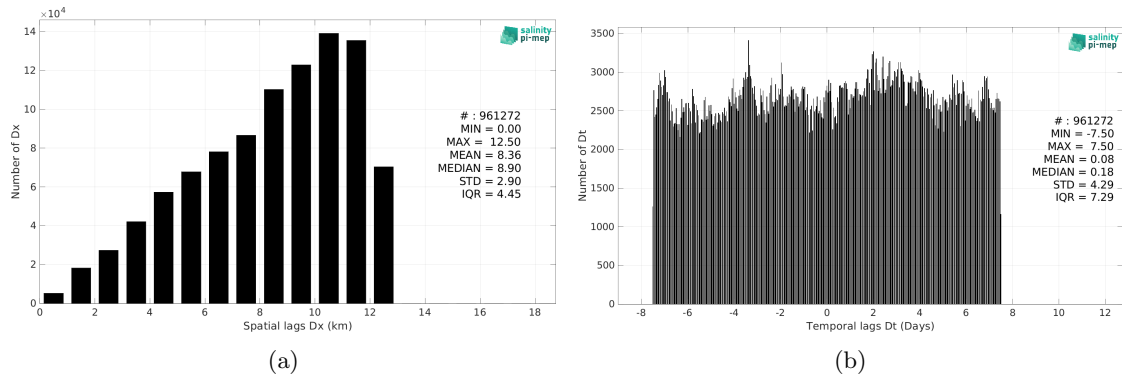 ×10⁴
14
12
10
8
6
4
2
0
Number of Dx
salinity
pi-mep
# : 961272
MIN = 0.00
MAX = 12.50
MEAN = 8.36
MEDIAN = 8.90
STD = 2.90
IQR = 4.45
0 2 4 6 8 10 12 14 16 18
Spatial lags Dx (km)
(a)
3500
3000
2500
2000
1500
1000
500
0
Number of Dt
salinity
pi-mep
# : 961272
MIN = -7.50
MAX = 7.50
MEAN = 0.08
MEDIAN = 0.18
STD = 4.29
IQR = 7.29
-8 -6 -4 -2 0 2 4 6 8 10 12
Temporal lags Dt (Days)
(b)